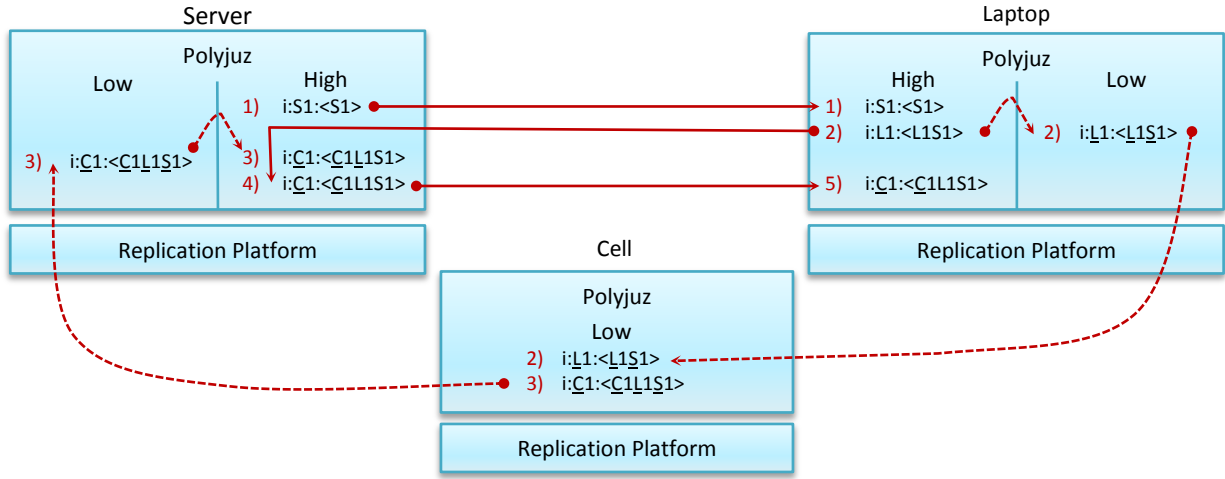 Server
Polyjuz
Low
High
1) i:S1:<S1>
3) i:C1:<C1L1S1>
3) i:C1:<C1L1S1>
4) i:C1:<C1L1S1>
Replication Platform
Laptop
Polyjuz
High
Low
1) i:S1:<S1>
2) i:L1:<L1S1>
2) i:L1:<L1S1>
5) i:C1:<C1L1S1>
Replication Platform
Cell
Polyjuz
Low
2) i:L1:<L1S1>
3) i:C1:<C1L1S1>
Replication Platform